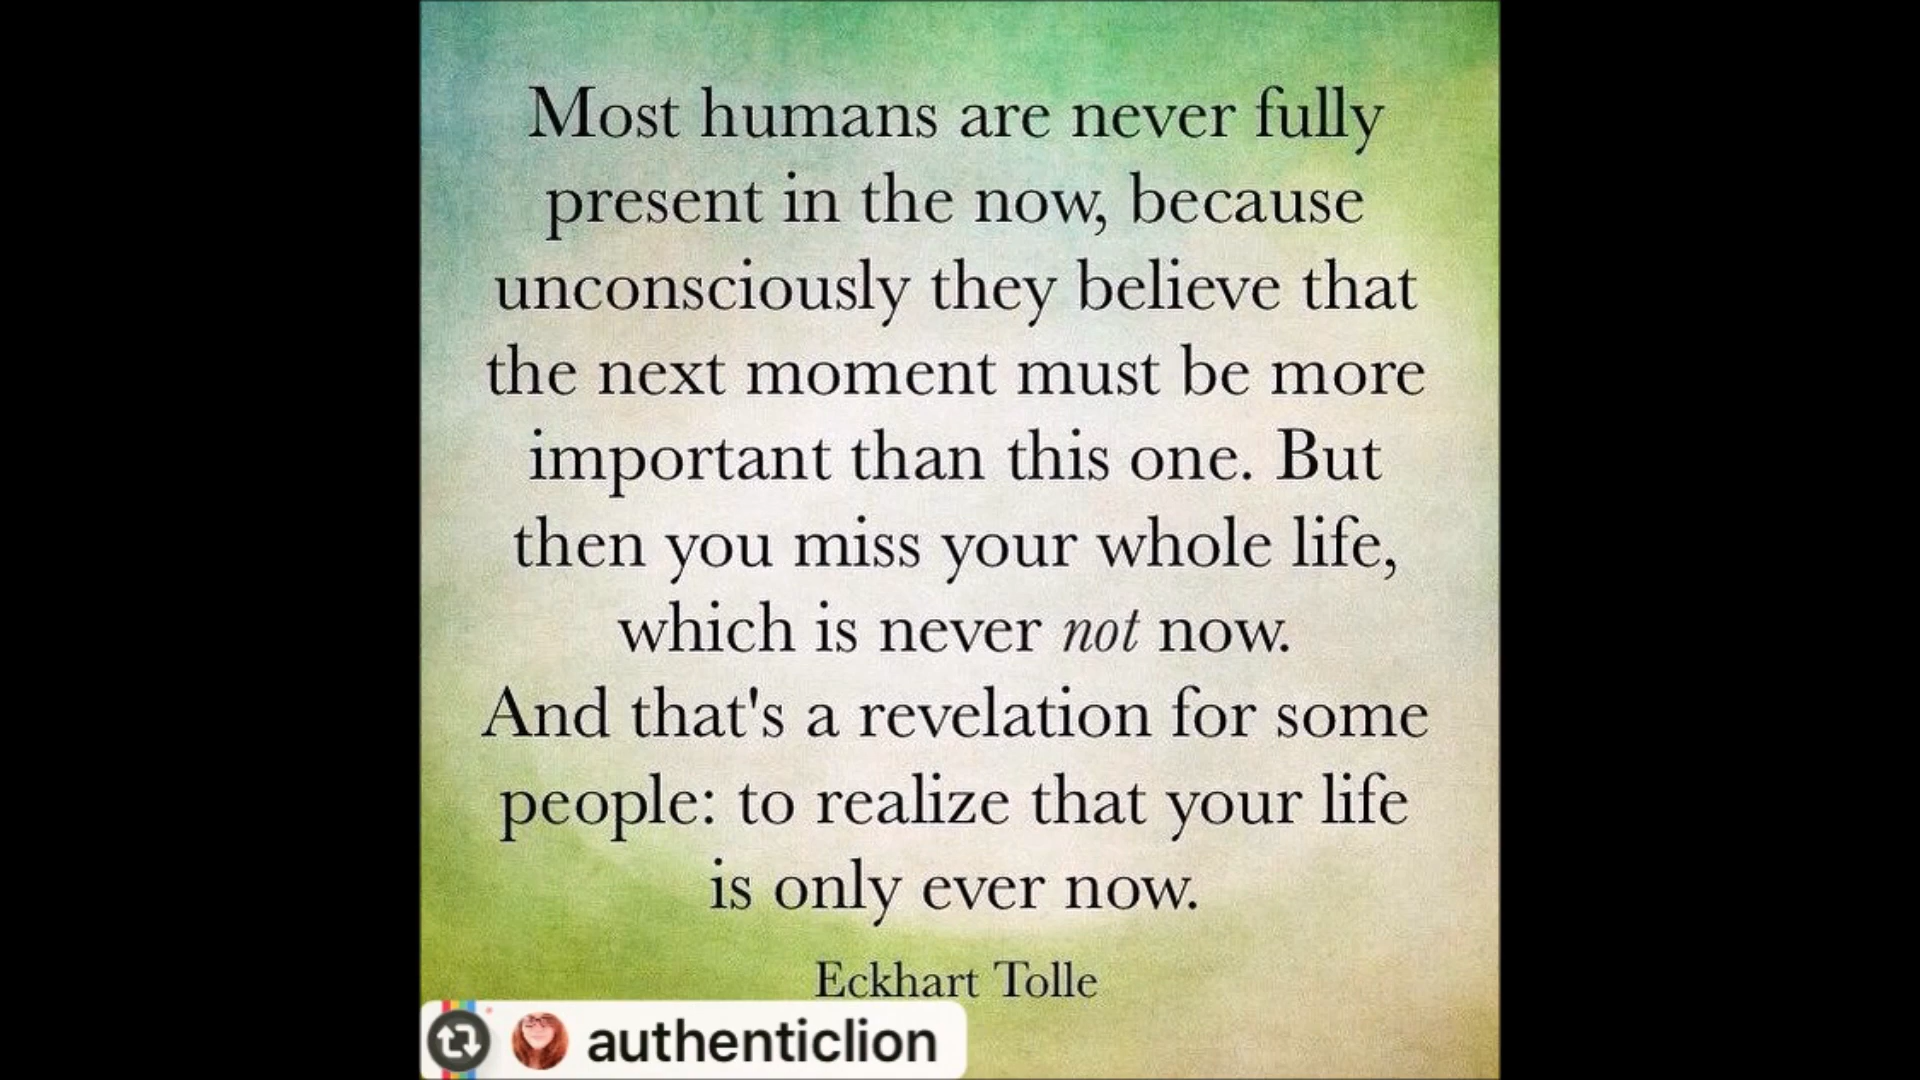 Most humans are never fully
present in the now, because
unconsciously they believe that
the next moment must be more
important than this one. But
then you miss your whole life,
which is never not now.
And that's a revelation for some
people: to realize that your life
is only ever now.
Eckhart Tolle
authenticlion